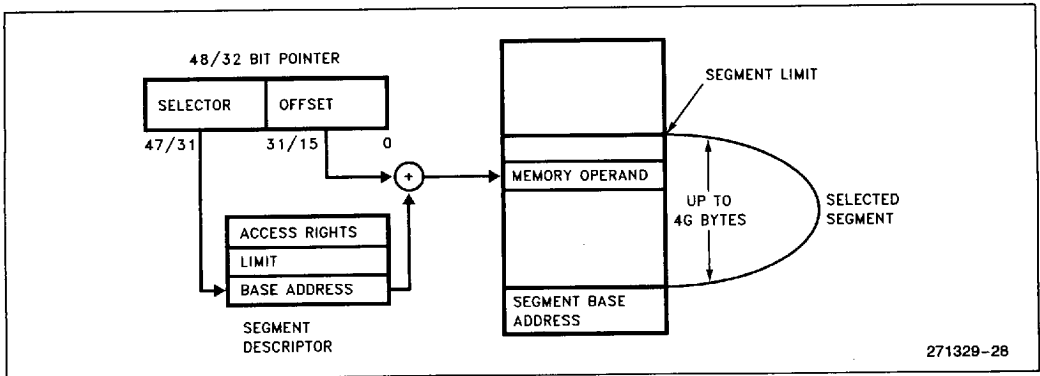 48/32 BIT POINTER
SELECTOR
OFFSET
47/31
31/15
0
+
ACCESS RIGHTS
LIMIT
BASE ADDRESS
SEGMENT
DESCRIPTOR
MEMORY OPERAND
SEGMENT BASE
ADDRESS
SEGMENT LIMIT
UP TO
4G BYTES
SELECTED
SEGMENT
271329-28